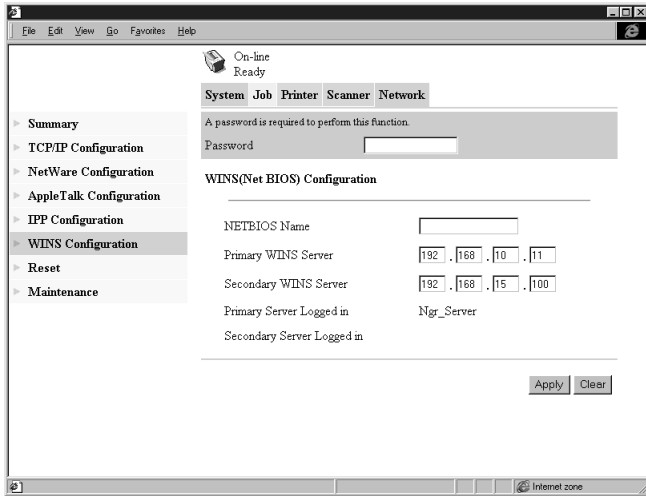 File Edit View Go Favorites Help
On-line
Ready
System Job Printer Scanner Network
Summary
TCP/IP Configuration
NetWare Configuration
AppleTalk Configuration
IPP Configuration
WINS Configuration
Reset
Maintenance
A password is required to perform this function.
Password
WINS(Net BIOS) Configuration
NETBIOS Name
Primary WINS Server 192 . 168 . 10 . 11
Secondary WINS Server 192 . 168 . 15 . 100
Primary Server Logged in Ngr_Server
Secondary Server Logged in
Apply Clear
Internet zone